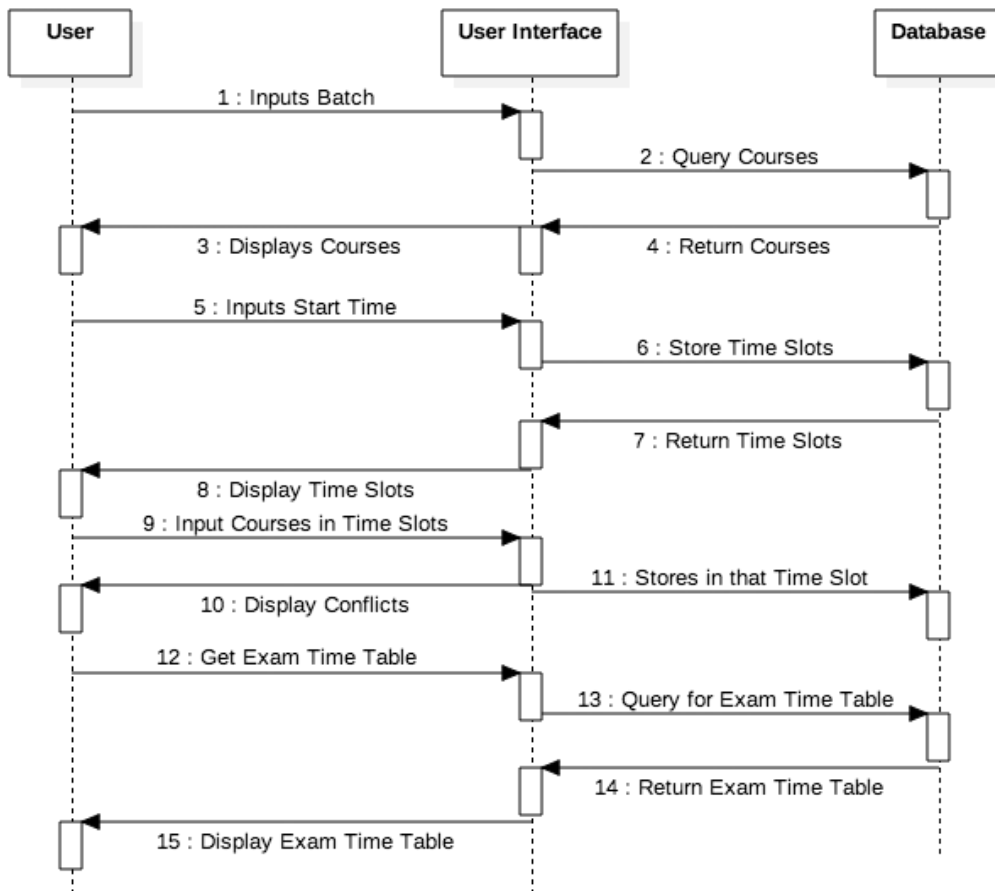 User
User Interface
Database
1 : Inputs Batch
2 : Query Courses
3 : Displays Courses
4 : Return Courses
5 : Inputs Start Time
6 : Store Time Slots
7 : Return Time Slots
8 : Display Time Slots
9 : Input Courses in Time Slots
11 : Stores in that Time Slot
10 : Display Conflicts
12 : Get Exam Time Table
13 : Query for Exam Time Table
14 : Return Exam Time Table
15 : Display Exam Time Table